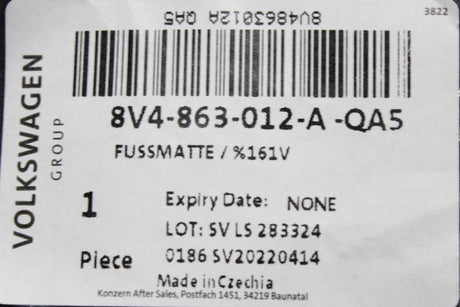 8V4863012A QA5
3822
8V4-863-012-A -QA5
VOLKSWAGEN
GROUP
FUSSMATTE / %161V
1
Piece
Expiry Date: NONE
LOT: SV LS 283324
0186 SV20220414
Made in Czechia
Konzern After Sales, Postfach 1451, 34219 Baunatal